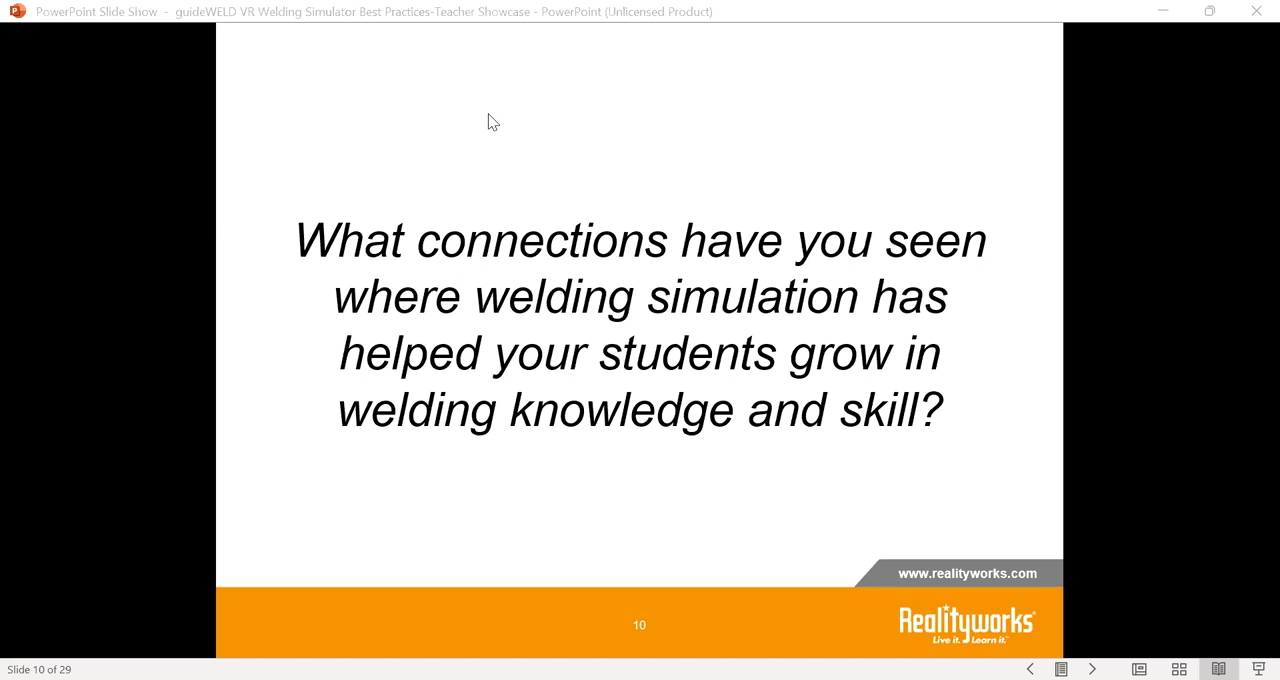 PowerPoint Slide Show - guideWELD VR Welding Simulator Best Practices-Teacher Showcase - PowerPoint (Unlicensed Product)
What connections have you seen
where welding simulation has
helped your students grow in
welding knowledge and skill?
www.realityworks.com
10
Realityworks
Live it. Learn it.™
Slide 10 of 29